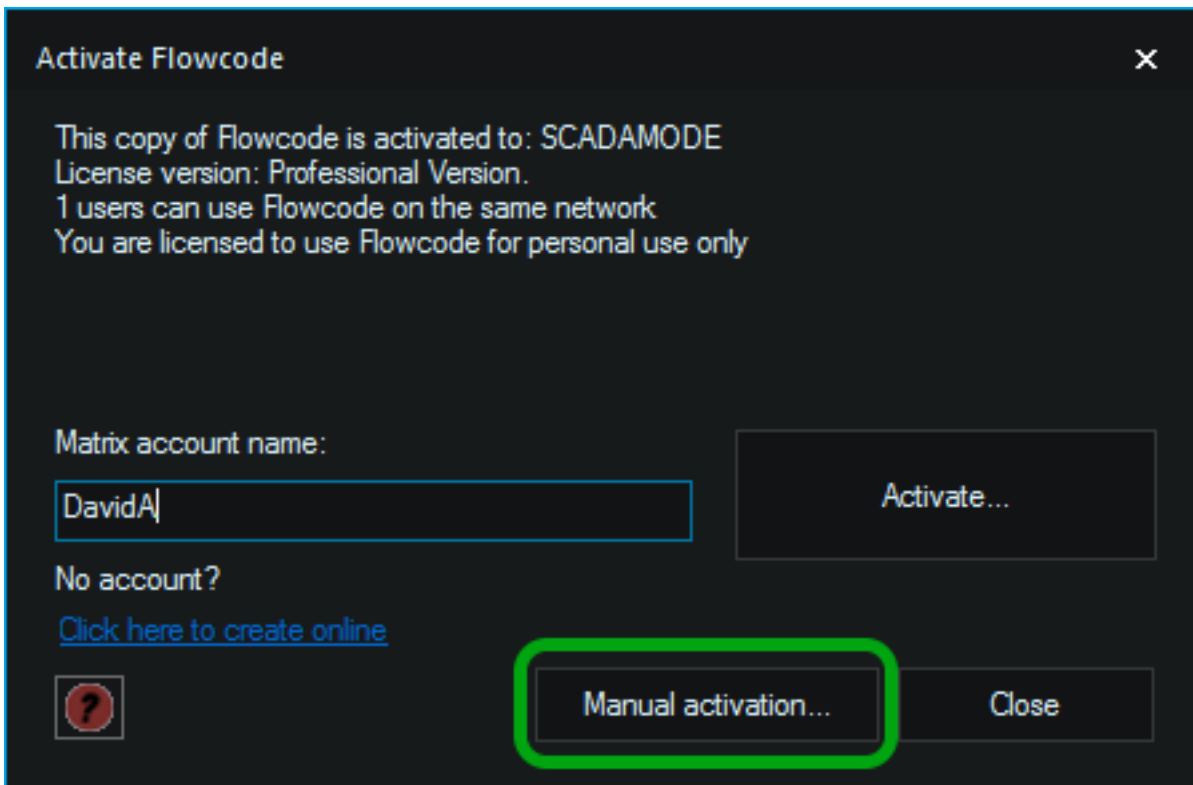 Activate Flowcode
This copy of Flowcode is activated to: SCADAMODE
License version: Professional Version.
1 users can use Flowcode on the same network
You are licensed to use Flowcode for personal use only
Matrix account name:
DavidA
Activate...
No account?
Click here to create online
?
Manual activation...
Close